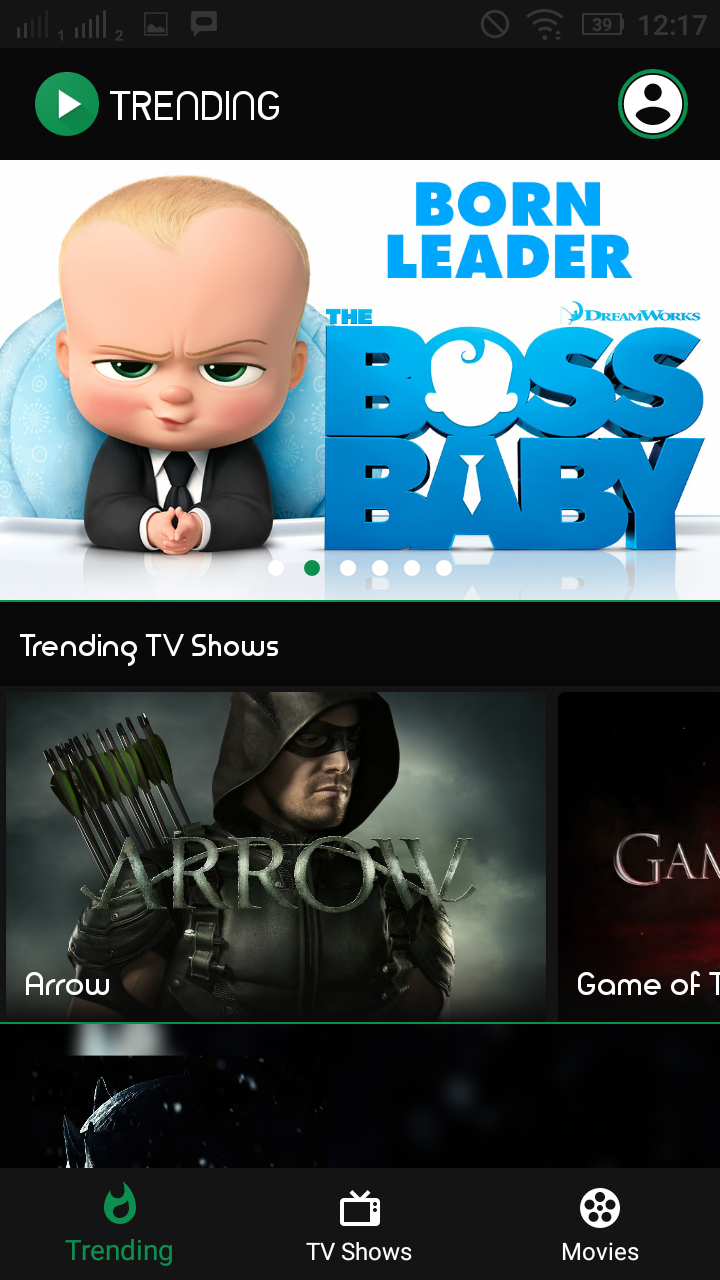 1
2
39
12:17
TRENDING
BORN
LEADER
THE
DREAMWORKS
BOSS
BABY
Trending TV Shows
ARROW
GAM
Arrow
Game of T
Trending
TV Shows
Movies